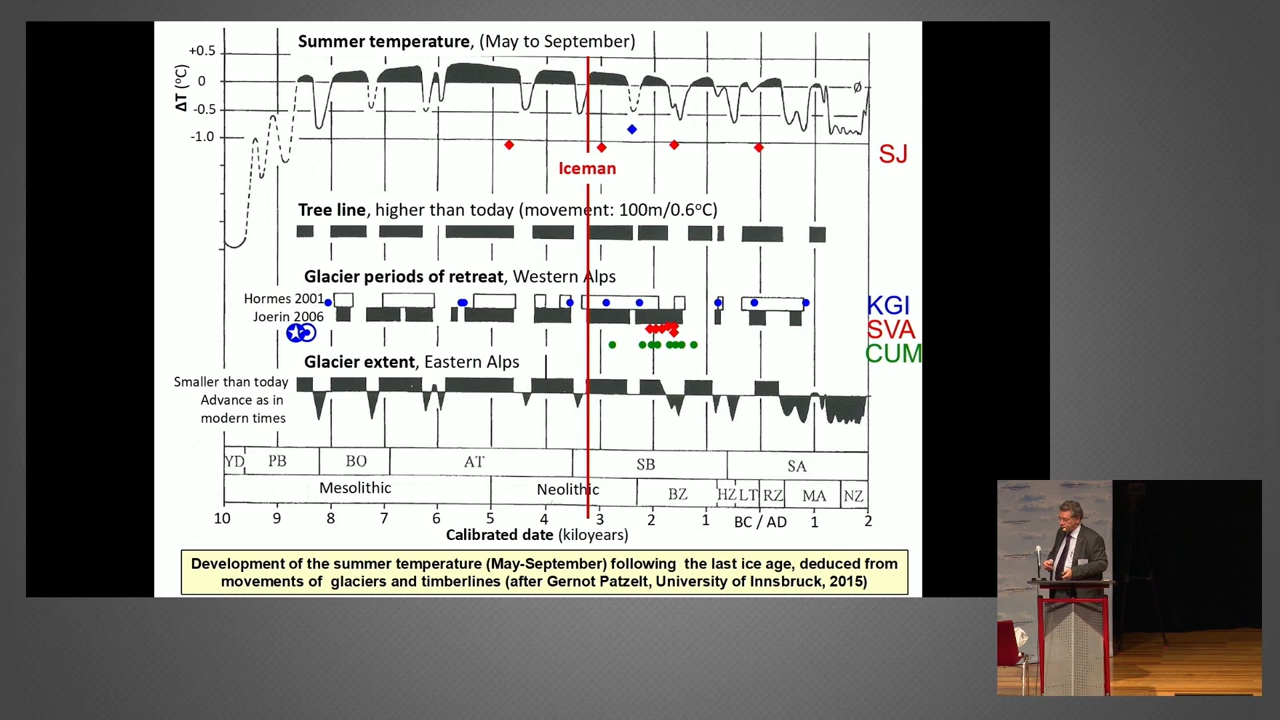 Summer temperature, (May to September)
+0.5
0
-0.5
-1.0
ΔT (°C)
ø
SJ
Iceman
Tree line, higher than today (movement: 100m/0.6°C)
Glacier periods of retreat, Western Alps
Hormes 2001
Joerin 2006
KGI
SVA
CUM
Glacier extent, Eastern Alps
Smaller than today
Advance as in
modern times
YD PB BO AT SB SA
Mesolithic Neolithic BZ HZ LT RZ MA NZ
10 9 8 7 6 5 4 3 2 1 BC / AD 1 2
Calibrated date (kiloyears)
Development of the summer temperature (May-September) following the last ice age, deduced from
movements of glaciers and timberlines (after Gernot Patzelt, University of Innsbruck, 2015)